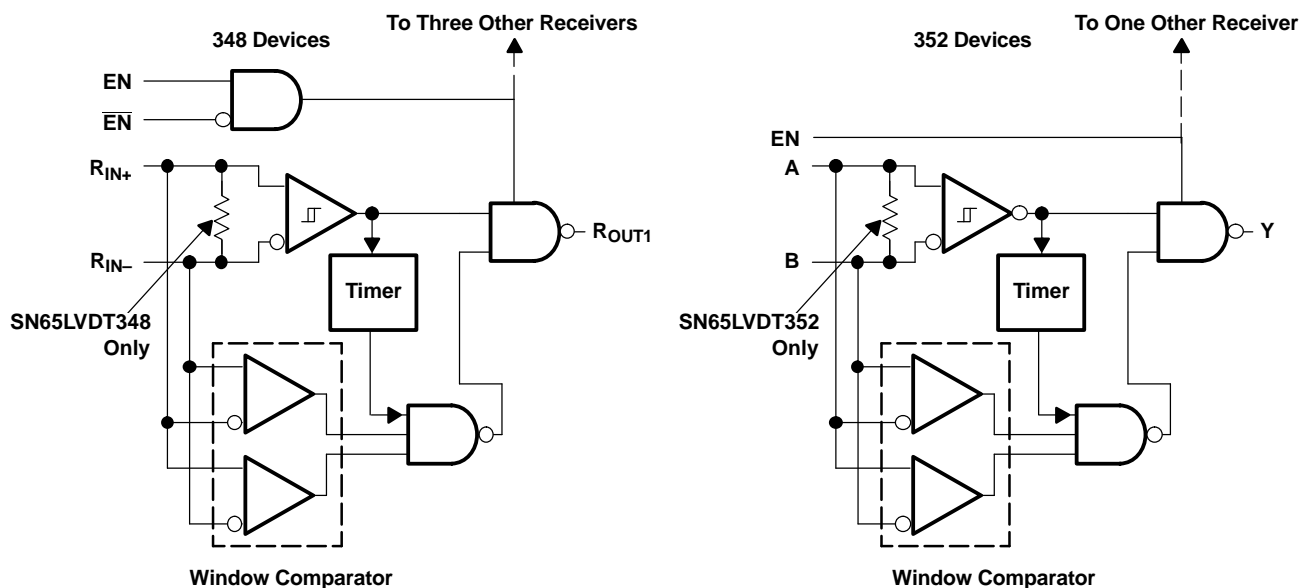 348 Devices
To Three Other Receivers
EN
EN
RIN+
RIN–
SN65LVDT348
Only
Timer
ROUT1
Window Comparator
352 Devices
To One Other Receiver
EN
A
B
SN65LVDT352
Only
Timer
Y
Window Comparator